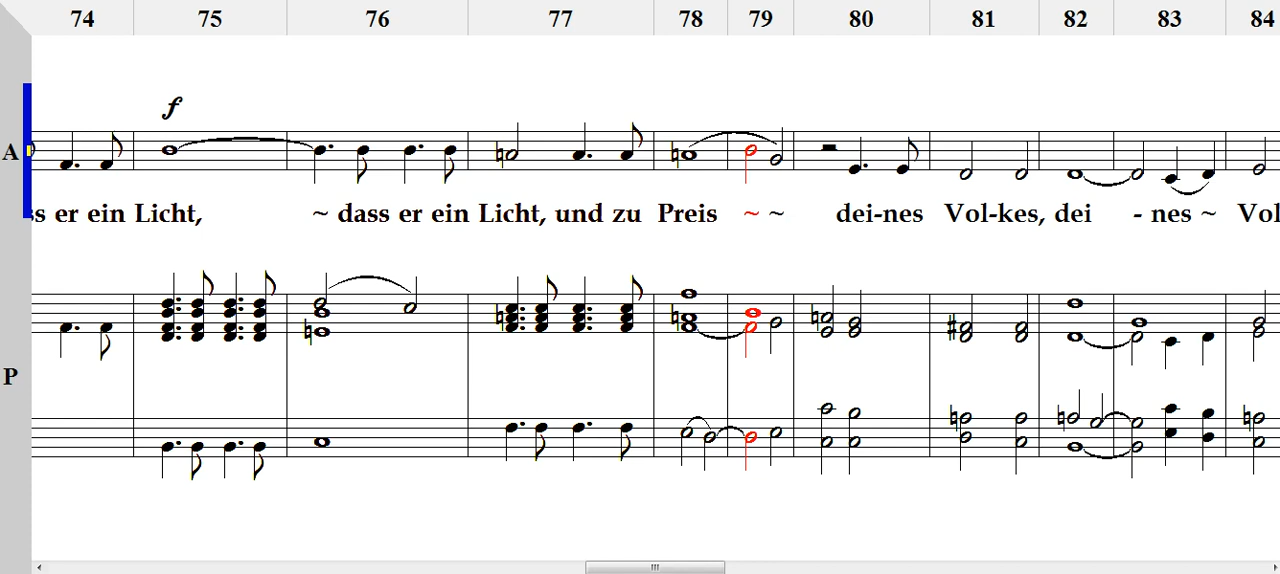 74 75 76 77 78 79 80 81 82 83 84
f
A
ss er ein Licht, ~ dass er ein Licht, und zu Preis ~ ~ dei-nes Vol-kes, dei - nes ~ Vol
P